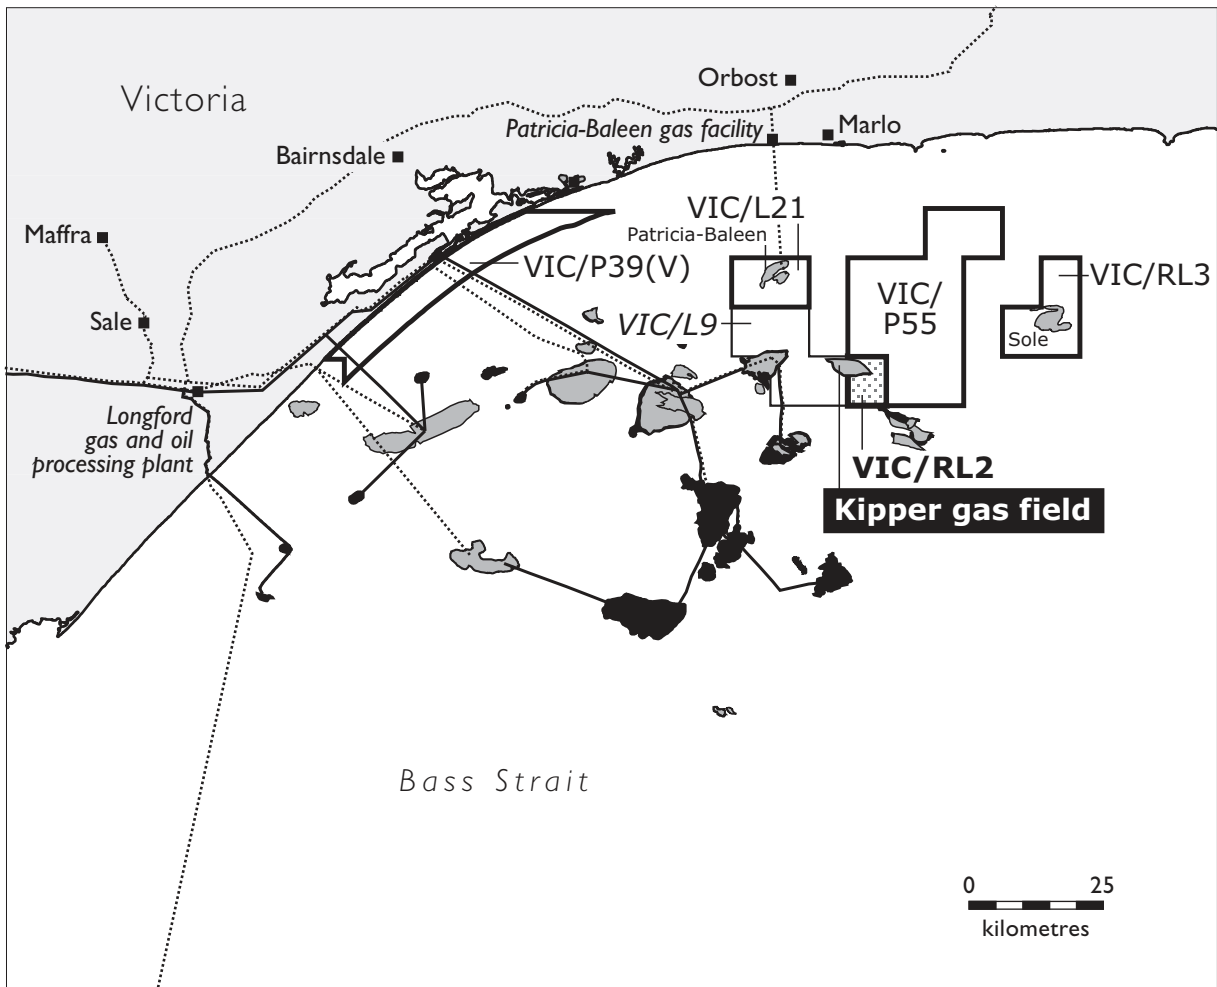 Orbost
Victoria
Patricia-Baleen gas facility
Marlo
Bairnsdale
VIC/L21
Maffra
Patricia-Baleen
VIC/P39(V)
VIC/RL3
VIC/
P55
Sale
VIC/L9
Sole
Longford
gas and oil
processing plant
VIC/RL2
Kipper gas field
Bass Strait
0 25
kilometres